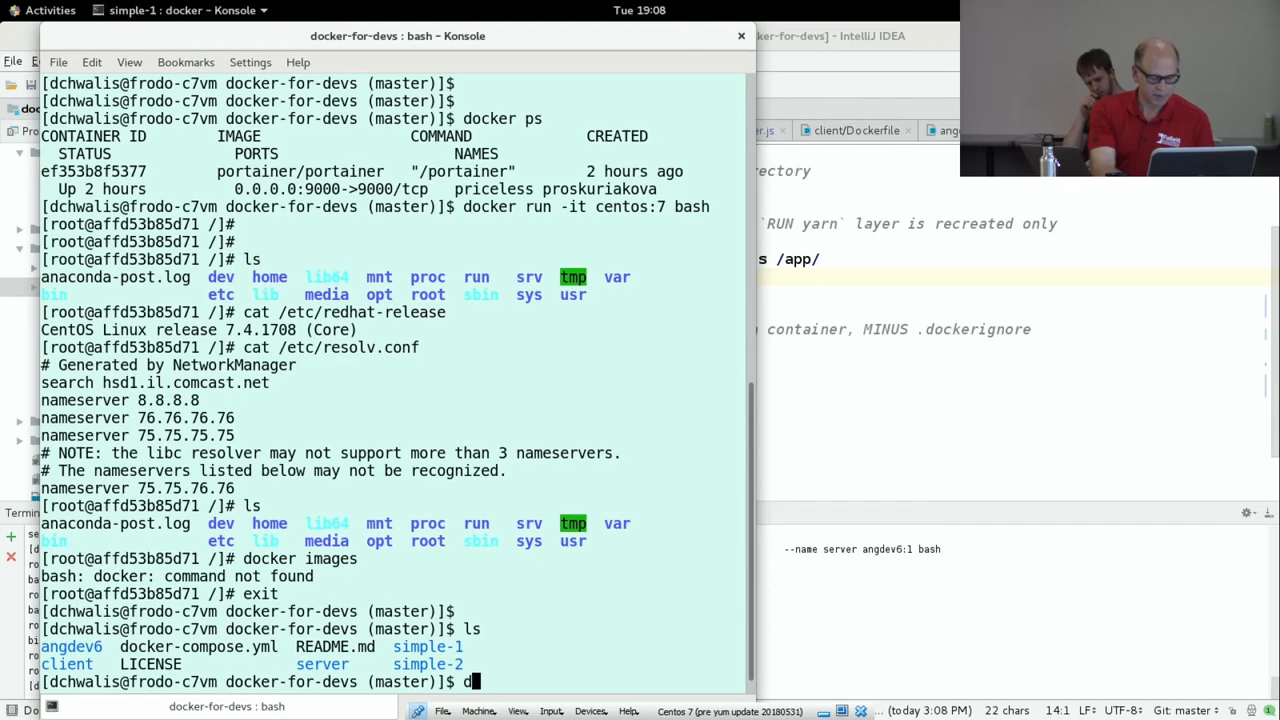 Activities simple-1 : docker - Konsole Tue 19:08
docker-for-devs : bash — Konsole
ker-for-devs] - IntelliJ IDEA
File
File Edit View Bookmarks Settings Help
doc
Pro
er.js client/Dockerfile ang
[dchwalis@frodo-c7vm docker-for-devs (master)]$
[dchwalis@frodo-c7vm docker-for-devs (master)]$
[dchwalis@frodo-c7vm docker-for-devs (master)]$ docker ps
CONTAINER ID IMAGE COMMAND CREATED
STATUS PORTS NAMES
ef353b8f5377 portainer/portainer "/portainer" 2 hours ago
Up 2 hours 0.0.0.0:9000->9000/tcp priceless_proskuriakova
[dchwalis@frodo-c7vm docker-for-devs (master)]$ docker run -it centos:7 bash
[root@affd53b85d71 /]#
[root@affd53b85d71 /]#
[root@affd53b85d71 /]# ls
anaconda-post.log dev home lib64 mnt proc run srv tmp var
bin etc lib media opt root sbin sys usr
[root@affd53b85d71 /]# cat /etc/redhat-release
CentOS Linux release 7.4.1708 (Core)
[root@affd53b85d71 /]# cat /etc/resolv.conf
# Generated by NetworkManager
search hsd1.il.comcast.net
nameserver 8.8.8.8
nameserver 76.76.76.76
nameserver 75.75.75.75
# NOTE: the libc resolver may not support more than 3 nameservers.
# The nameservers listed below may not be recognized.
nameserver 75.75.76.76
[root@affd53b85d71 /]# ls
anaconda-post.log dev home lib64 mnt proc run srv tmp var
bin etc lib media opt root sbin sys usr
[root@affd53b85d71 /]# docker images
bash: docker: command not found
[root@affd53b85d71 /]# exit
[dchwalis@frodo-c7vm docker-for-devs (master)]$
[dchwalis@frodo-c7vm docker-for-devs (master)]$ ls
angdev6 docker-compose.yml README.md simple-1
client LICENSE server simple-2
[dchwalis@frodo-c7vm docker-for-devs (master)]$ d
docker-for-devs : bash
rectory
`RUN yarn` layer is recreated only
s /app/
n container, MINUS .dockerignore
Termin
--name server angdev6:1 bash
Do File Machine View Input Devices Help Centos 7 (pre yum update 20180531) ... (today 3:08 PM) 22 chars 14:1 LF÷ UTF-8÷ Git: master÷